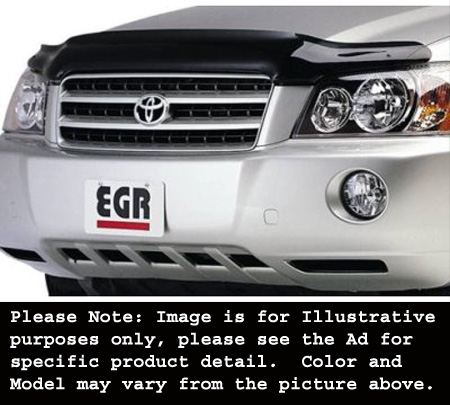 EGR
Please Note: Image is for Illustrative
purposes only, please see the Ad for
specific product detail.  Color and
Model may vary from the picture above.